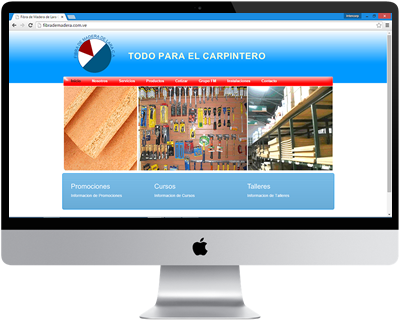 Fibra de Madera de Lara
fibrademadera.com.ve
TODO PARA EL CARPINTERO
Inicio Nosotros Servicios Productos Cotizar Grupo FM Instalaciones Contacto
Promociones Cursos Talleres
Informacion de Promociones Informacion de Cursos Informacion de Talleres